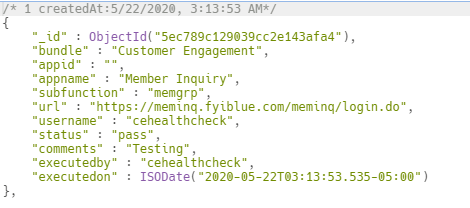 /* 1 createdAt:5/22/2020, 3:13:53 AM*/
{
    "_id" : ObjectId("5ec789c129039cc2e143afa4"),
    "bundle" : "Customer Engagement",
    "appid" : "",
    "appname" : "Member Inquiry",
    "subfunction" : "memgrp",
    "url" : "https://meminq.fyiblue.com/meminq/login.do",
    "username" : "cehealthcheck",
    "status" : "pass",
    "comments" : "Testing",
    "executedby" : "cehealthcheck",
    "executedon" : ISODate("2020-05-22T03:13:53.535-05:00")
},